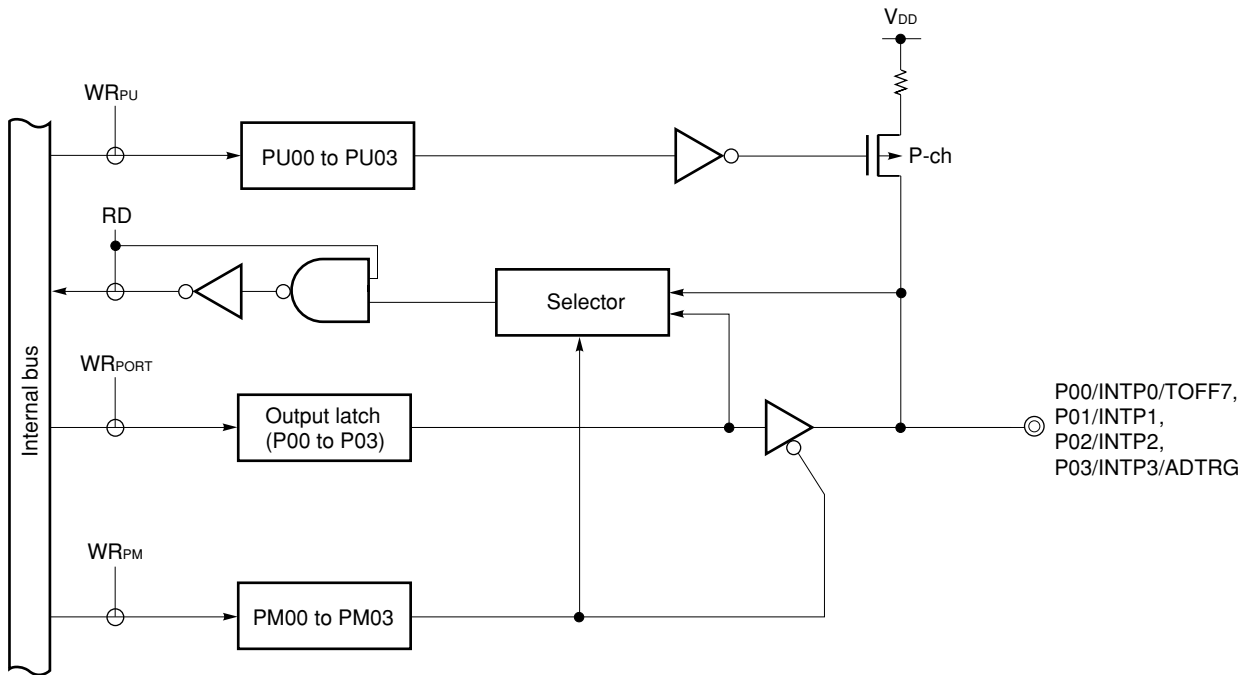 VDD
WRPU
PU00 to PU03
P-ch
RD
Selector
Internal bus
WRPORT
Output latch
(P00 to P03)
P00/INTP0/TOFF7,
P01/INTP1,
P02/INTP2,
P03/INTP3/ADTRG
WRPM
PM00 to PM03